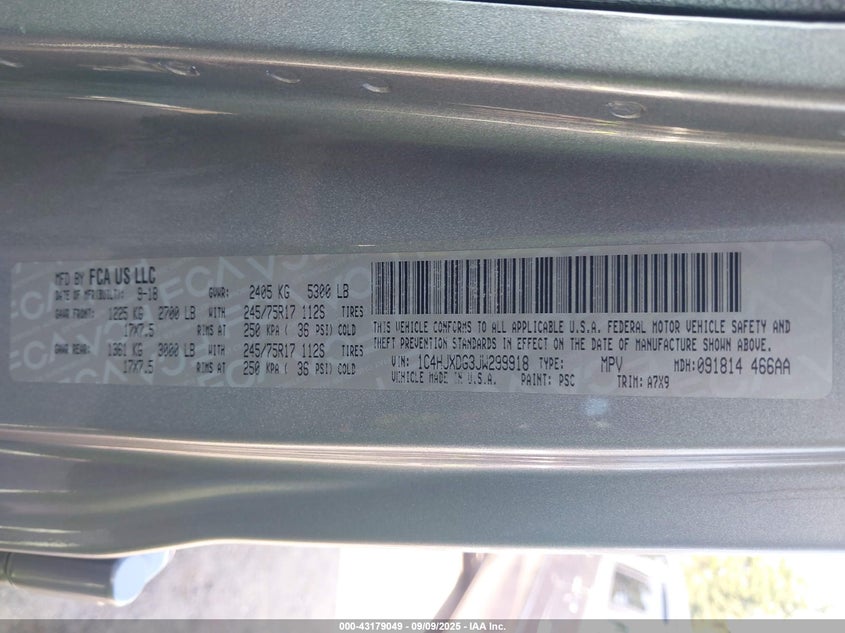 MFD BY FCA US LLC
DATE OF MFR(BUILT): 9-18 GVWR: 2405 KG 5300 LB
GAWR FRONT: 1225 KG 2700 LB WITH 245/75R17 112S TIRES
17X7.5 RIMS AT 250 KPA ( 36 PSI) COLD
GAWR REAR: 1361 KG 3000 LB WITH 245/75R17 112S TIRES
17X7.5 RIMS AT 250 KPA ( 36 PSI) COLD
THIS VEHICLE CONFORMS TO ALL APPLICABLE U.S.A. FEDERAL MOTOR VEHICLE SAFETY AND
THEFT PREVENTION STANDARDS IN EFFECT ON THE DATE OF MANUFACTURE SHOWN ABOVE.
VIN: 1C4HJXDG3JW299918 TYPE: MPV MDH:091814 466AA
VEHICLE MADE IN U.S.A. PAINT: PSC TRIM: A7X9
000-43179049 - 09/09/2025 - IAA Inc.